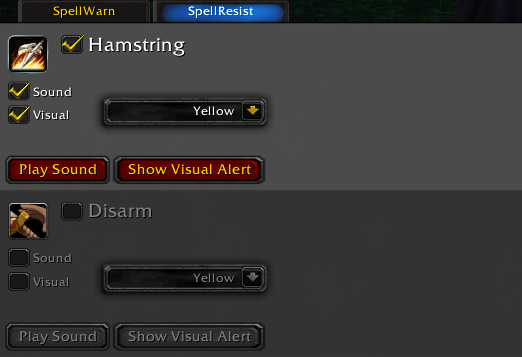 SpellWarn SpellResist
Hamstring
Sound
Visual
Yellow
Play Sound Show Visual Alert
Disarm
Sound
Visual
Yellow
Play Sound Show Visual Alert